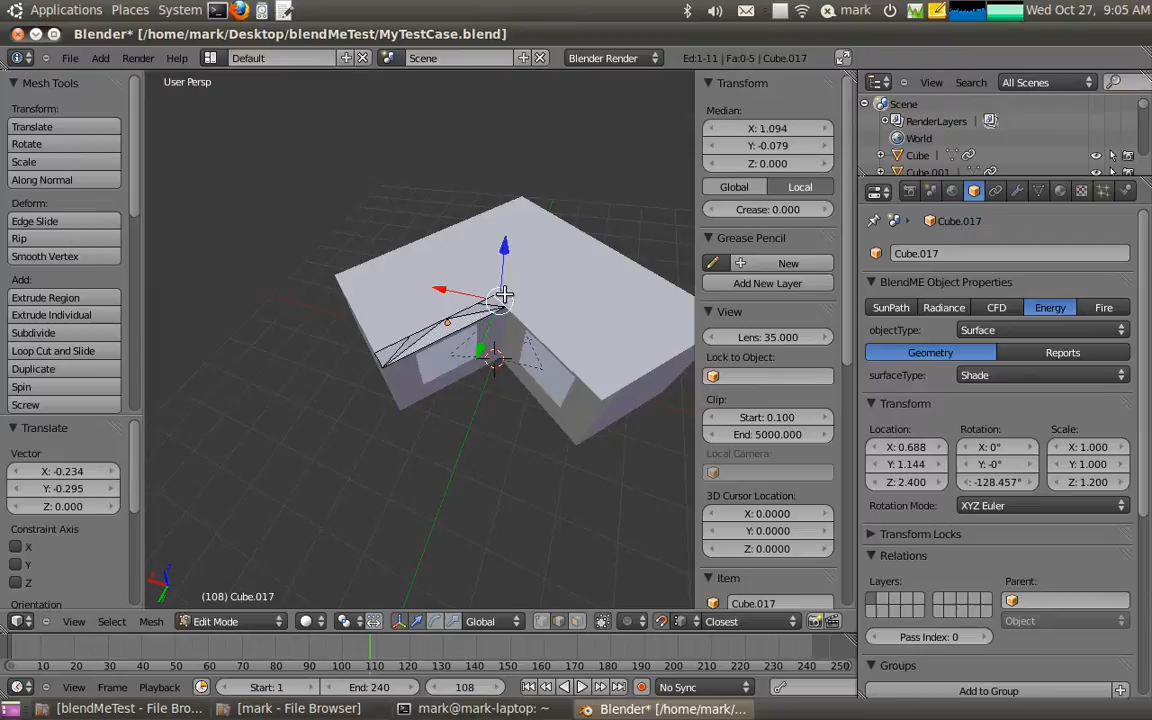 Applications Places System mark Wed Oct 27, 9:05 AM
Blender* [/home/mark/Desktop/blendMeTest/MyTestCase.blend]
File Add Render Help Default Scene Blender Render Ed:1-11 | Fa:0-5 | Cube.017
View Search All Scenes
Mesh Tools
Transform:
Translate
Rotate
Scale
Along Normal
Deform:
Edge Slide
Rip
Smooth Vertex
Add:
Extrude Region
Extrude Individual
Subdivide
Loop Cut and Slide
Duplicate
Spin
Screw
Translate
Vector
X: -0.234
Y: -0.295
Z: 0.000
Constraint Axis
X
Y
Z
Orientation
User Persp
(108) Cube.017
Transform
Median:
X: 1.094
Y: -0.079
Z: 0.000
Global Local
Crease: 0.000
Grease Pencil
New
Add New Layer
View
Lens: 35.000
Lock to Object:
Clip:
Start: 0.100
End: 5000.000
Local Camera:
3D Cursor Location:
X: 0.0000
Y: 0.0000
Z: 0.0000
Item
Cube.017
Scene
RenderLayers
World
Cube
Cube.001
Cube.017
Cube.017
BlendME Object Properties
SunPath Radiance CFD Energy Fire
objectType: Surface
Geometry Reports
surfaceType: Shade
Transform
Location: Rotation: Scale:
X: 0.688 X: 0° X: 1.000
Y: 1.144 Y: -0° Y: 1.000
Z: 2.400 : -128.457° Z: 1.200
Rotation Mode: XYZ Euler
Transform Locks
Relations
Layers: Parent:
Object
Pass Index: 0
Groups
Add to Group
View Select Mesh Edit Mode Global Closest
10 20 30 40 50 60 70 80 90 100 110 120 130 140 150 160 170 180 190 200 210 220 230 240 250
View Frame Playback Start: 1 End: 240 108 No Sync
[blendMeTest - File Bro... [mark - File Browser] mark@mark-laptop: ~ Blender* [/home/mark/...